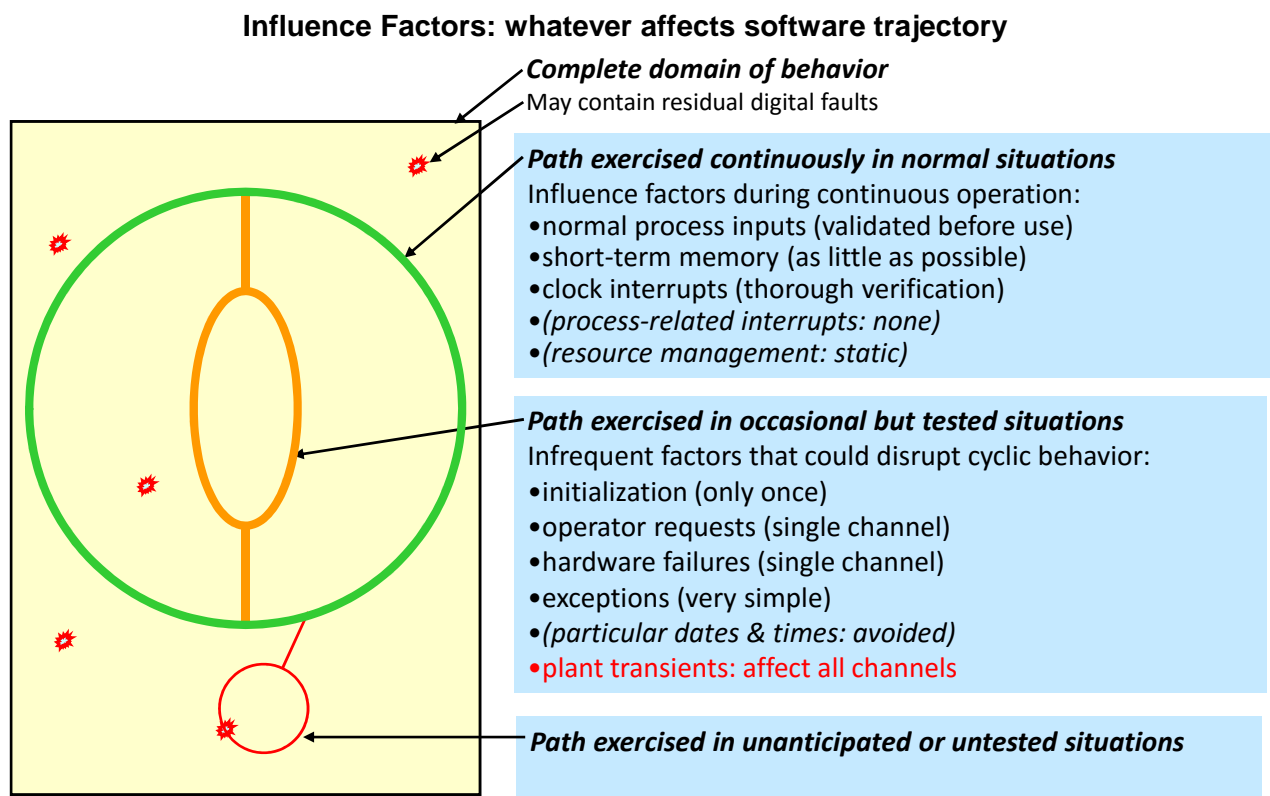 Influence Factors: whatever affects software trajectory
Complete domain of behavior
May contain residual digital faults
Path exercised continuously in normal situations
Influence factors during continuous operation:
•normal process inputs (validated before use)
•short-term memory (as little as possible)
•clock interrupts (thorough verification)
•(process-related interrupts: none)
•(resource management: static)
Path exercised in occasional but tested situations
Infrequent factors that could disrupt cyclic behavior:
•initialization (only once)
•operator requests (single channel)
•hardware failures (single channel)
•exceptions (very simple)
•(particular dates & times: avoided)
•plant transients: affect all channels
Path exercised in unanticipated or untested situations